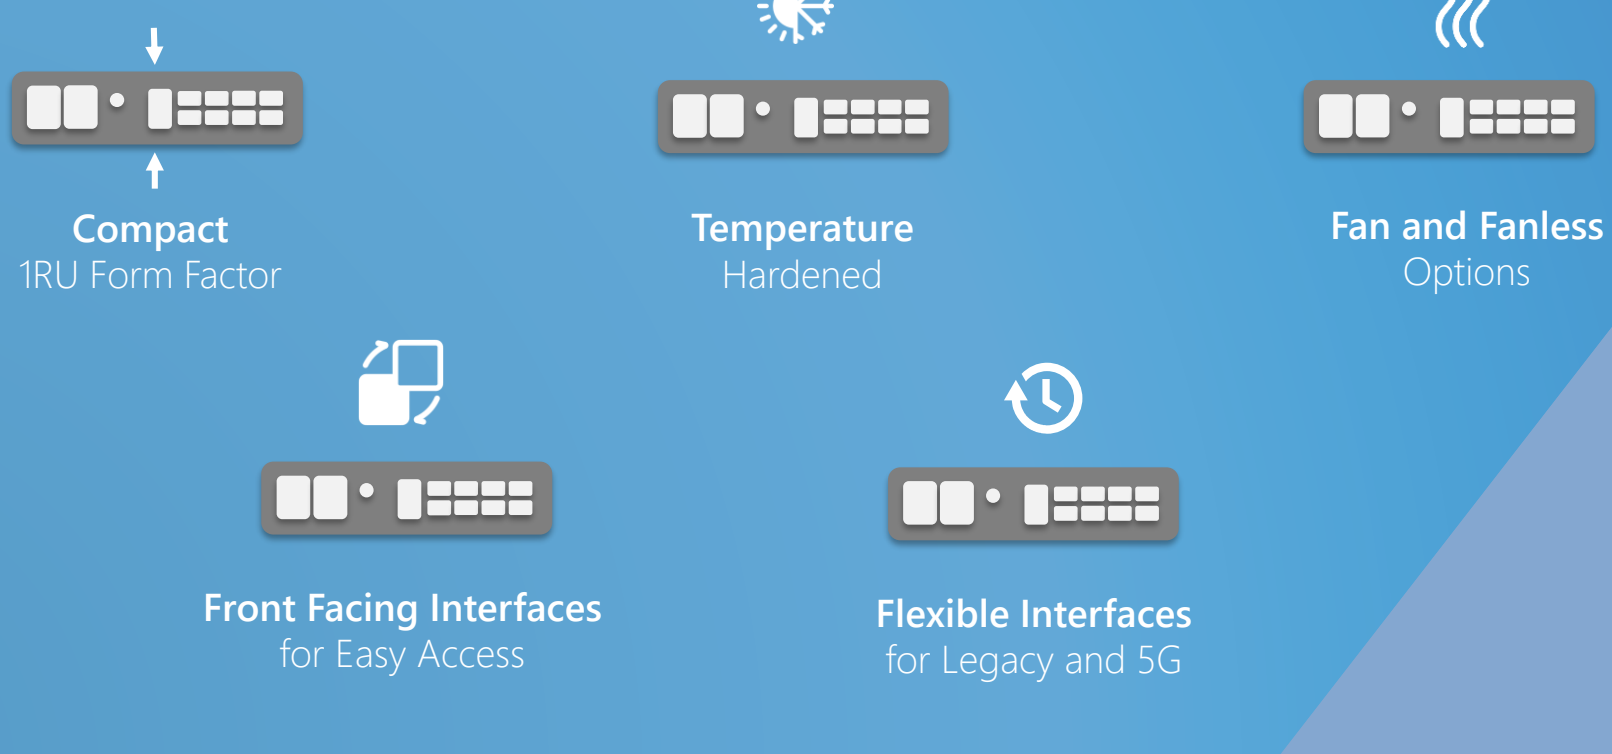 Compact
1RU Form Factor
Temperature
Hardened
Fan and Fanless
Options
Front Facing Interfaces
for Easy Access
Flexible Interfaces
for Legacy and 5G